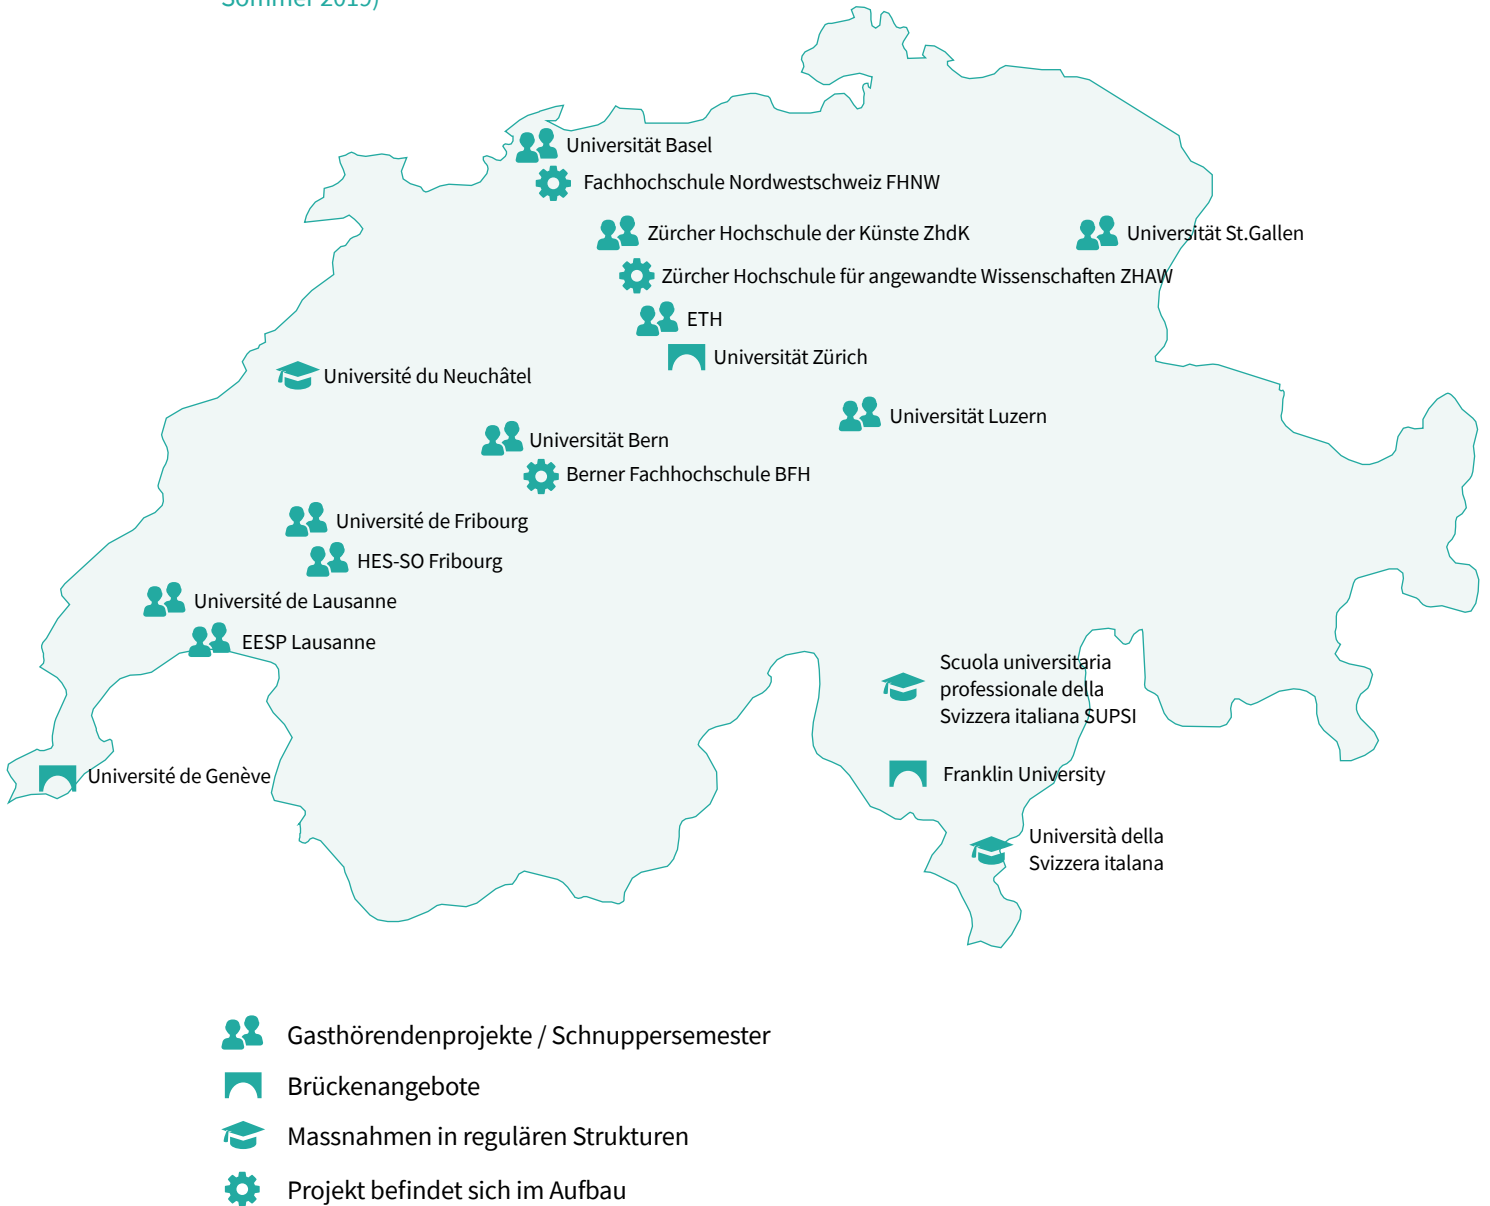 Sommer 2019)
Universität Basel
Fachhochschule Nordwestschweiz FHNW
Zürcher Hochschule der Künste ZhdK
Universität St.Gallen
Zürcher Hochschule für angewandte Wissenschaften ZHAW
ETH
Universität Zürich
Université du Neuchâtel
Universität Luzern
Universität Bern
Berner Fachhochschule BFH
Université de Fribourg
HES-SO Fribourg
Université de Lausanne
EESP Lausanne
Scuola universitaria
professionale della
Svizzera italiana SUPSI
Université de Genève
Franklin University
Università della
Svizzera italana
Gasthörendenprojekte / Schnuppersemester
Brückenangebote
Massnahmen in regulären Strukturen
Projekt befindet sich im Aufbau